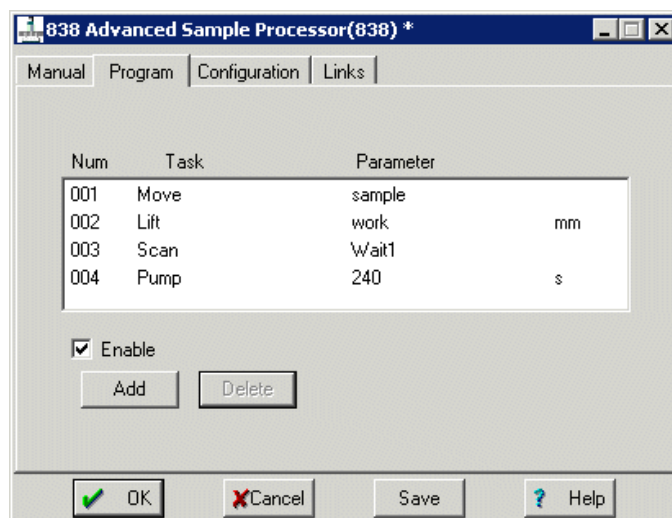 838 Advanced Sample Processor(838) *
Manual Program Configuration Links
Num Task Parameter
001 Move sample
002 Lift work mm
003 Scan Wait1
004 Pump 240 s
Enable
Add Delete
OK Cancel Save ? Help